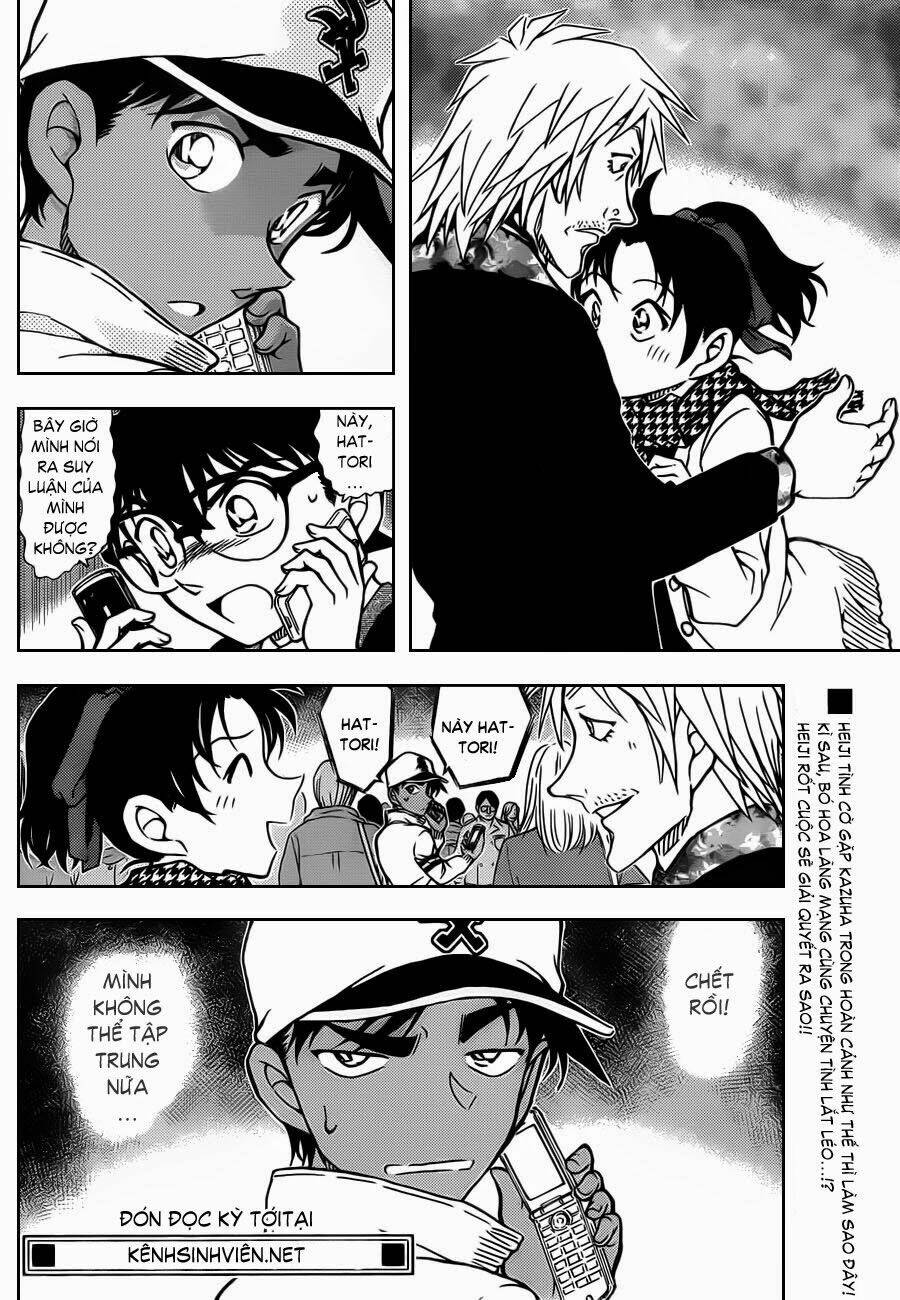 NÀY,
HAT-
TORI
...
BÂY GIỜ
MÌNH NÓI
RA SUY
LUẬN CỦA
MÌNH
ĐƯỢC
KHÔNG?
NÀY HAT-
TORI!
HAT-
TORI!
HEIJI TÌNH CỜ GẶP KAZUHA TRONG HOÀN CẢNH NHƯ THẾ THÌ LÀM SAO ĐÂY!
KÌ SAU, BÓ HOA LÃNG MẠNG CÙNG CHUYỆN TÌNH LẮT LÉO...!?
HEIJI RỐT CUỘC SẼ GIẢI QUYẾT RA SAO!!
CHẾT
RỒI!
MÌNH
KHÔNG
THỂ TẬP
TRUNG
NỮA
...
ĐÓN ĐỌC KỲ TỚITẠI
KÊNHSINHVIÊN.NET